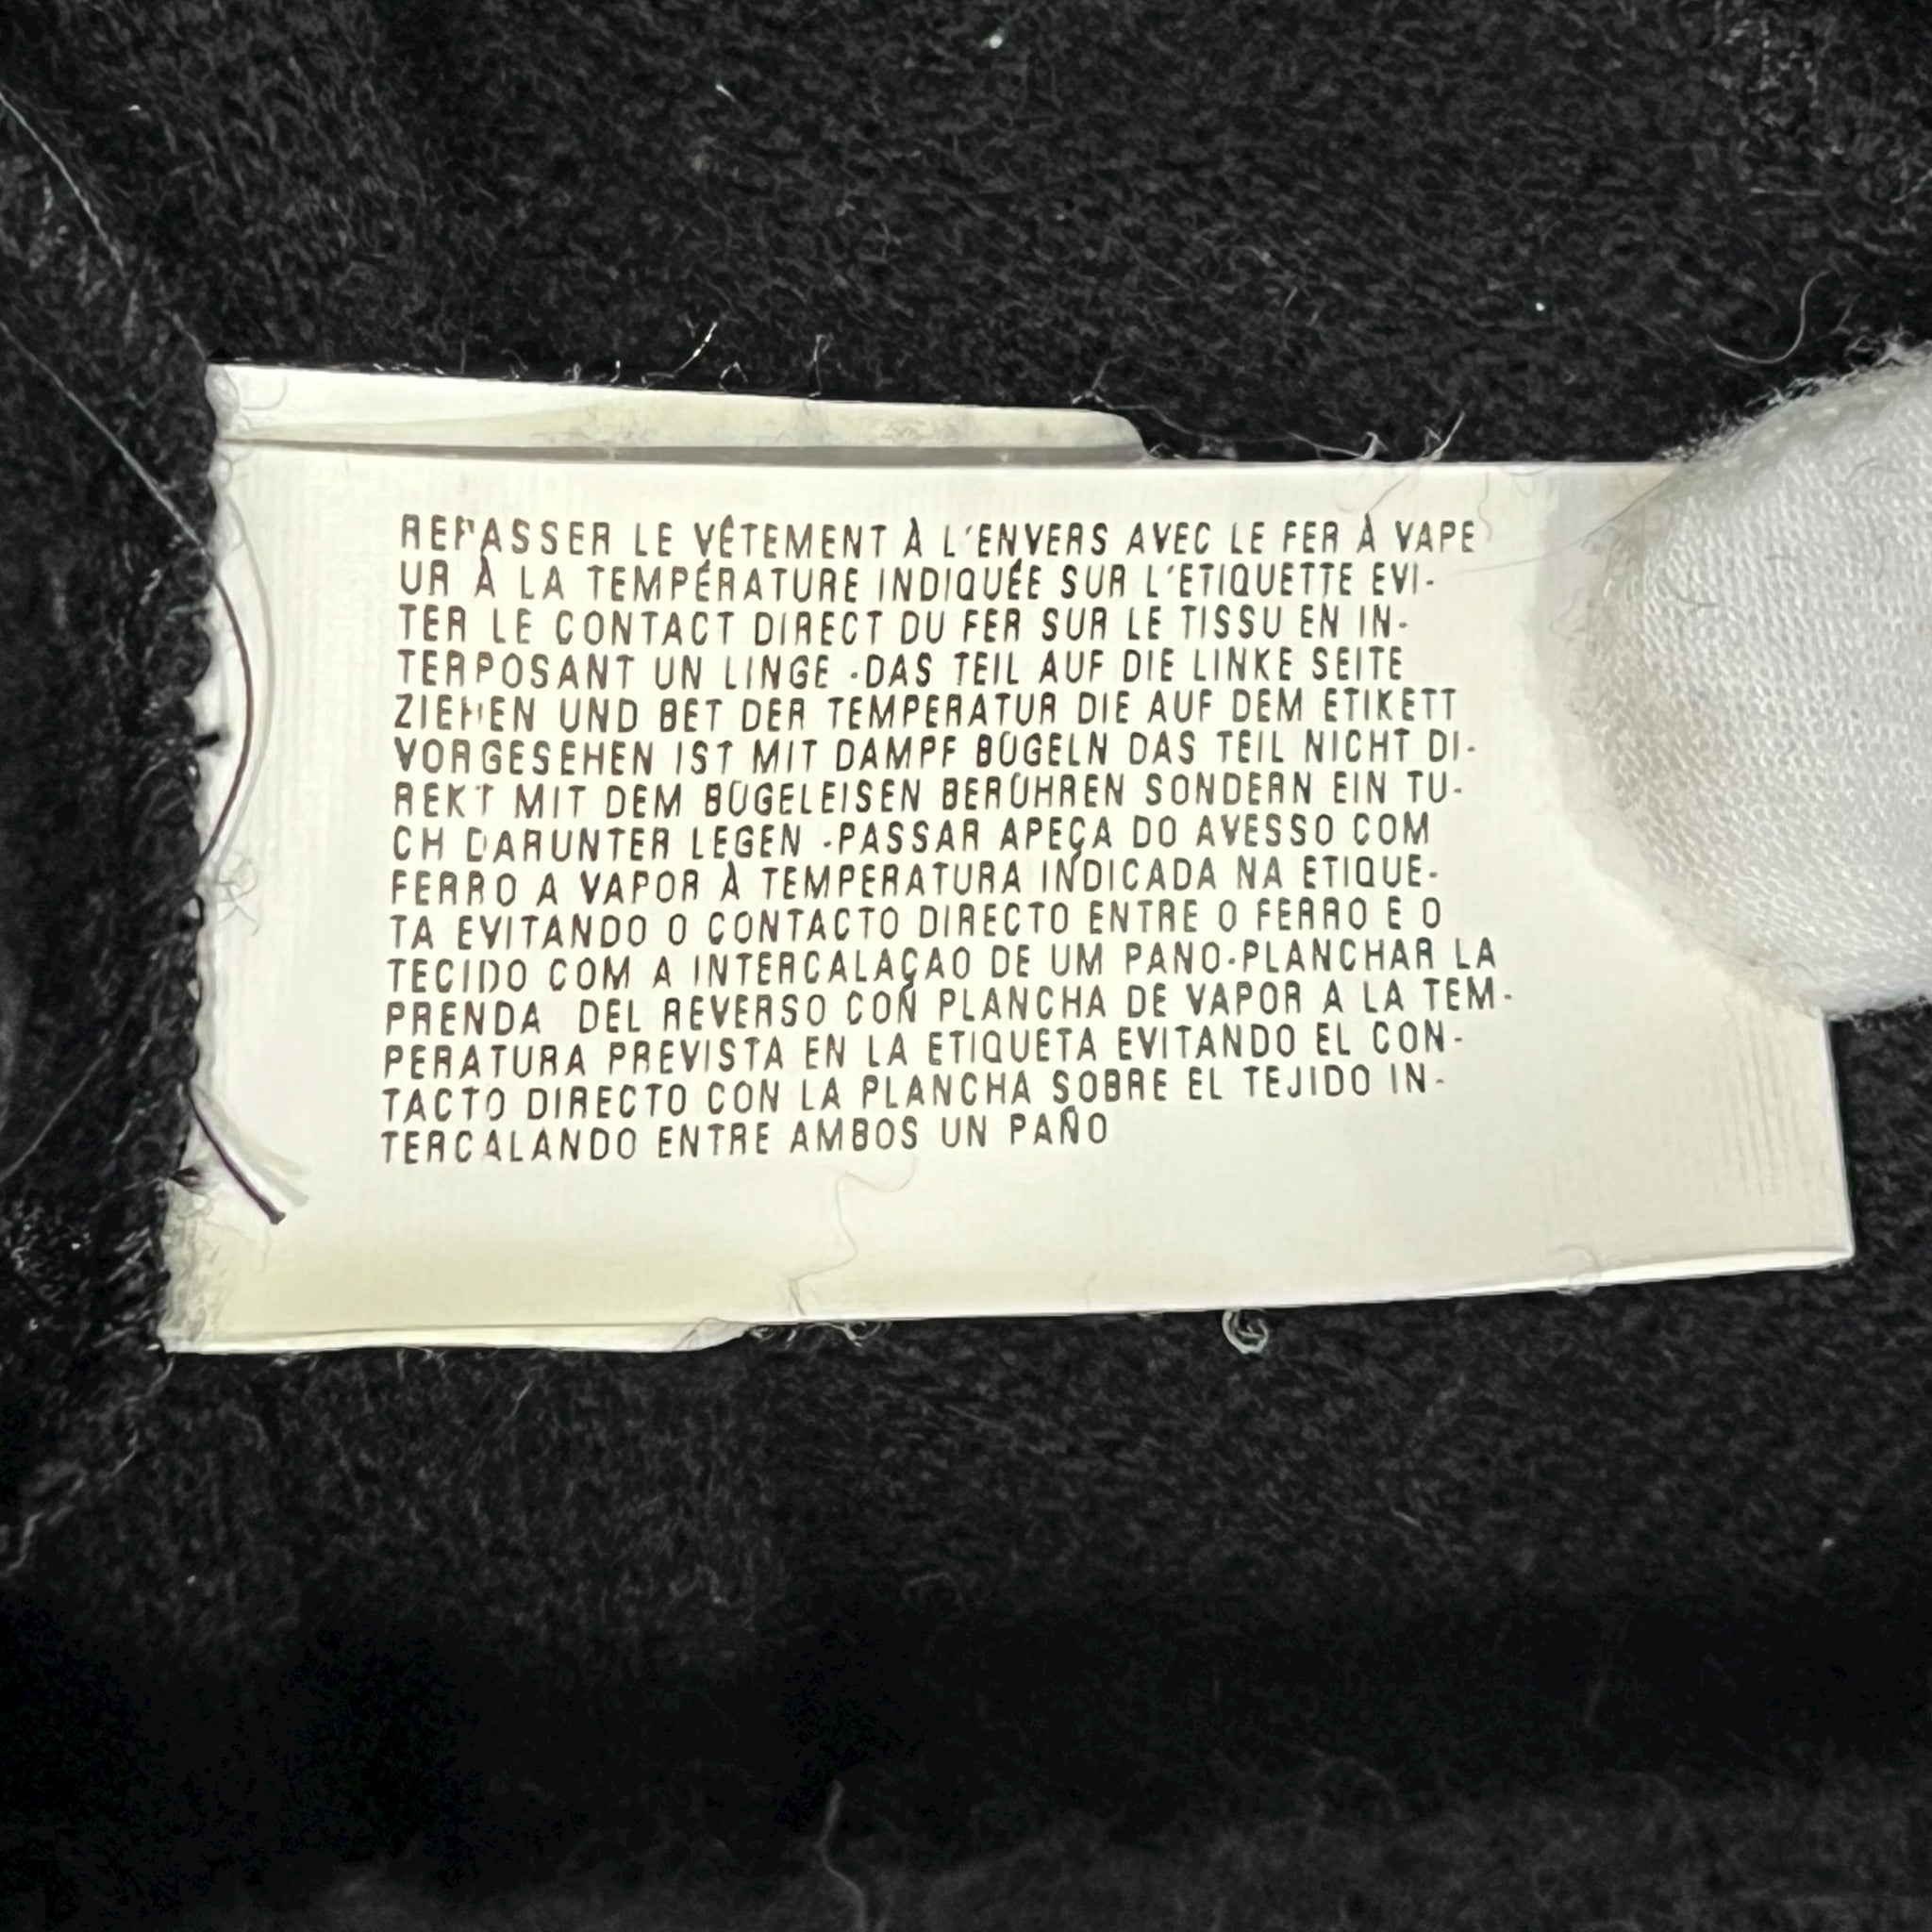 REPASSER LE VÊTEMENT À L'ENVERS AVEC LE FER À VAPE
UR À LA TEMPÉRATURE INDIQUÉE SUR L'ETIQUETTE EVI-
TER LE CONTACT DIRECT DU FER SUR LE TISSU EN IN-
TERPOSANT UN LINGE -DAS TEIL AUF DIE LINKE SEITE
ZIEHEN UND BET DER TEMPERATUR DIE AUF DEM ETIKETT
VORGESEHEN IST MIT DAMPF BÜGELN DAS TEIL NICHT DI-
REKT MIT DEM BÜGELEISEN BERÜHREN SONDERN EIN TU-
CH DARUNTER LEGEN -PASSAR APEÇA DO AVESSO COM
FERRO A VAPOR À TEMPERATURA INDICADA NA ETIQUE-
TA EVITANDO O CONTACTO DIRECTO ENTRE O FERRO E O
TECIDO COM A INTERCALAÇAO DE UM PANO-PLANCHAR LA
PRENDA DEL REVERSO COÑ PLANCHA DE VAPOR A LA TEM-
PERATURA PREVISTA EN LA ETIQUETA EVITANDO EL CON-
TACTO DIRECTO CON LA PLANCHA SOBRE EL TEJIDO IN-
TERCALANDO ENTRE AMBOS UN PAÑO